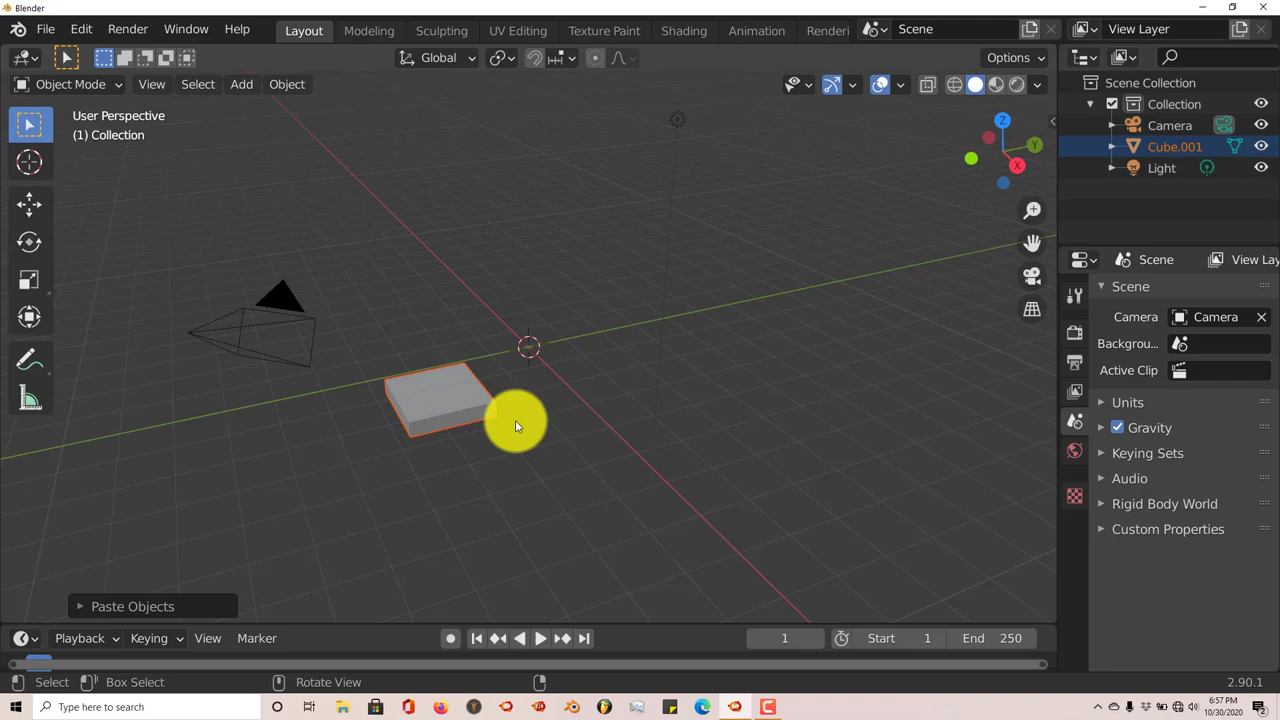 Blender
File Edit Render Window Help Layout Modeling Sculpting UV Editing Texture Paint Shading Animation Renderi Scene View Layer
Global Options
Object Mode View Select Add Object
User Perspective
(1) Collection
Z
Y
X
Scene Collection
Collection
Camera
Cube.001
Light
Scene View Lay
Scene
Camera Camera
Backgrou...
Active Clip
Units
Gravity
Keying Sets
Audio
Rigid Body World
Custom Properties
Paste Objects
Playback Keying View Marker 1 Start 1 End 250
Select Box Select Rotate View 2.90.1
Type here to search
6:57 PM
10/30/2020
2